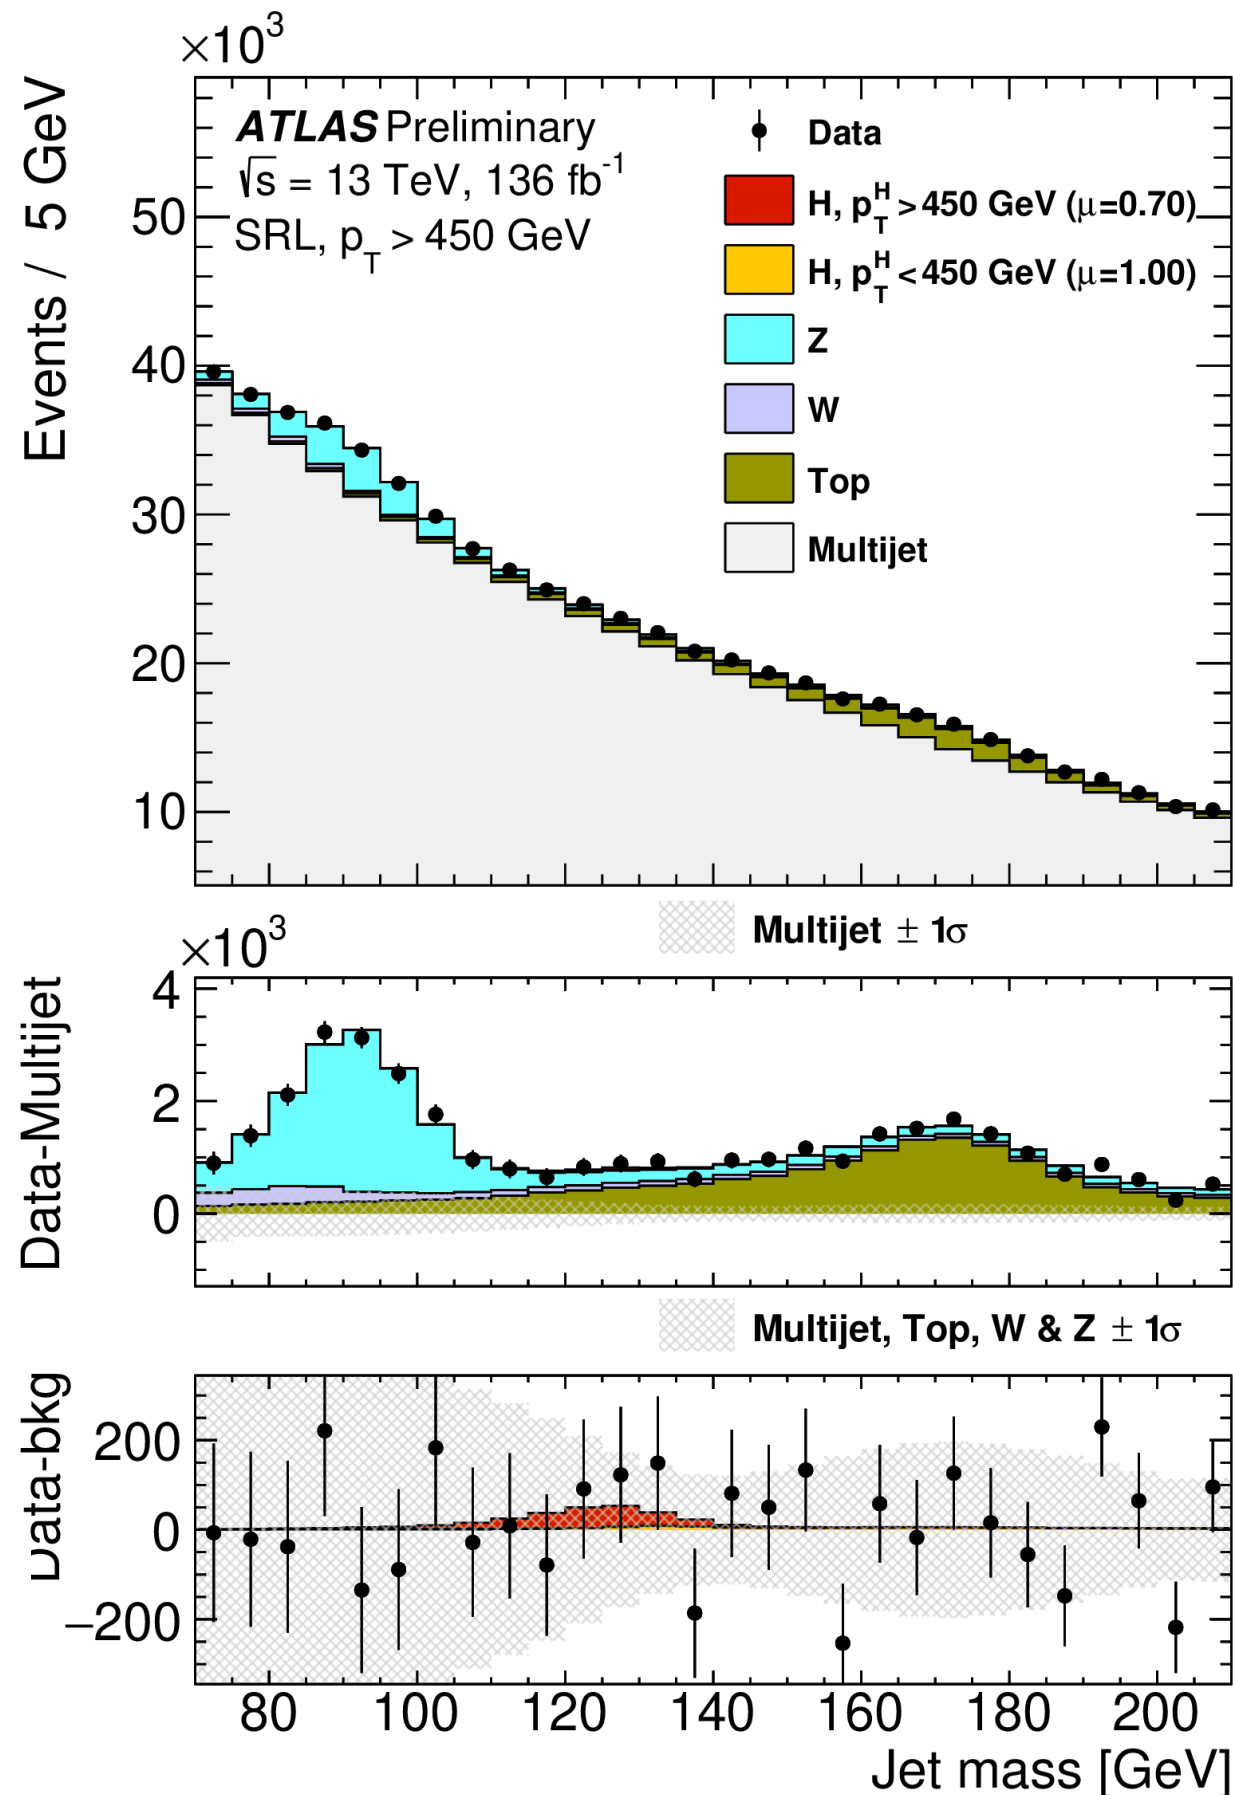 ×10³
Events / 5 GeV
ATLAS Preliminary
√s = 13 TeV, 136 fb⁻¹
SRL, p_T > 450 GeV
Data
H, p_T^H > 450 GeV (μ=0.70)
H, p_T^H < 450 GeV (μ=1.00)
Z
W
Top
Multijet
50
40
30
20
10
Multijet ± 1σ
×10³
Data-Multijet
4
2
0
Multijet, Top, W & Z ± 1σ
Data-bkg
200
0
−200
80 100 120 140 160 180 200
Jet mass [GeV]